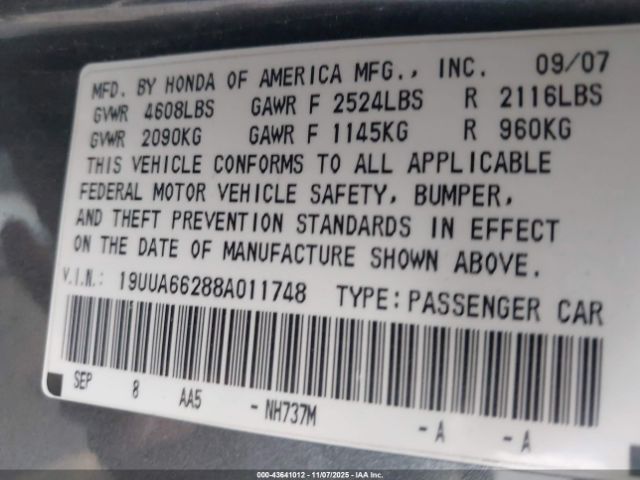 MFD. BY HONDA OF AMERICA MFG., INC. 09/07
GVWR 4608LBS GAWR F 2524LBS R 2116LBS
GVWR 2090KG GAWR F 1145KG R 960KG
THIS VEHICLE CONFORMS TO ALL APPLICABLE
FEDERAL MOTOR VEHICLE SAFETY, BUMPER,
AND THEFT PREVENTION STANDARDS IN EFFECT
ON THE DATE OF MANUFACTURE SHOWN ABOVE.
V.I.N.: 19UUA66288A011748 TYPE: PASSENGER CAR
SEP 8 AA5 - NH737M - A - A
000-43641012 - 11/07/2025 - IAA Inc.